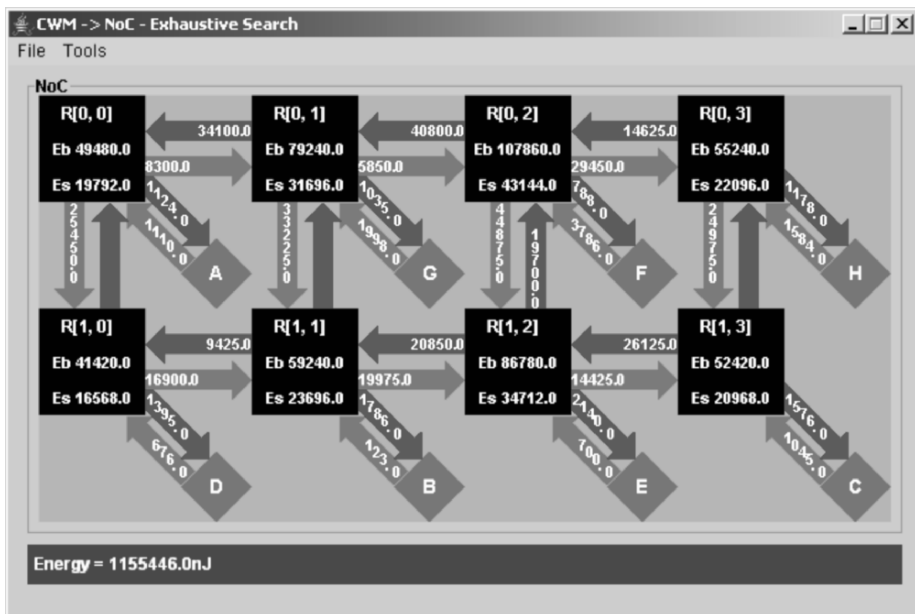 CWM -> NoC - Exhaustive Search
File Tools
NoC
R[0, 0]
Eb 49480.0
Es 19792.0
34100.0
8300.0
R[0, 1]
Eb 79240.0
Es 31696.0
40800.0
5850.0
R[0, 2]
Eb 107860.0
Es 43144.0
14625.0
29450.0
R[0, 3]
Eb 55240.0
Es 22096.0
25450.0
1124.0
1110.0
A
33225.0
1035.0
1998.0
G
44875.0
19700.0
788.0
3786.0
F
24975.0
1178.0
1584.0
H
R[1, 0]
Eb 41420.0
Es 16568.0
9425.0
16900.0
R[1, 1]
Eb 59240.0
Es 23696.0
20850.0
19975.0
R[1, 2]
Eb 86780.0
Es 34712.0
26125.0
14425.0
R[1, 3]
Eb 52420.0
Es 20968.0
1395.0
676.0
D
1786.0
123.0
B
2140.0
700.0
E
1576.0
1045.0
C
Energy = 1155446.0nJ